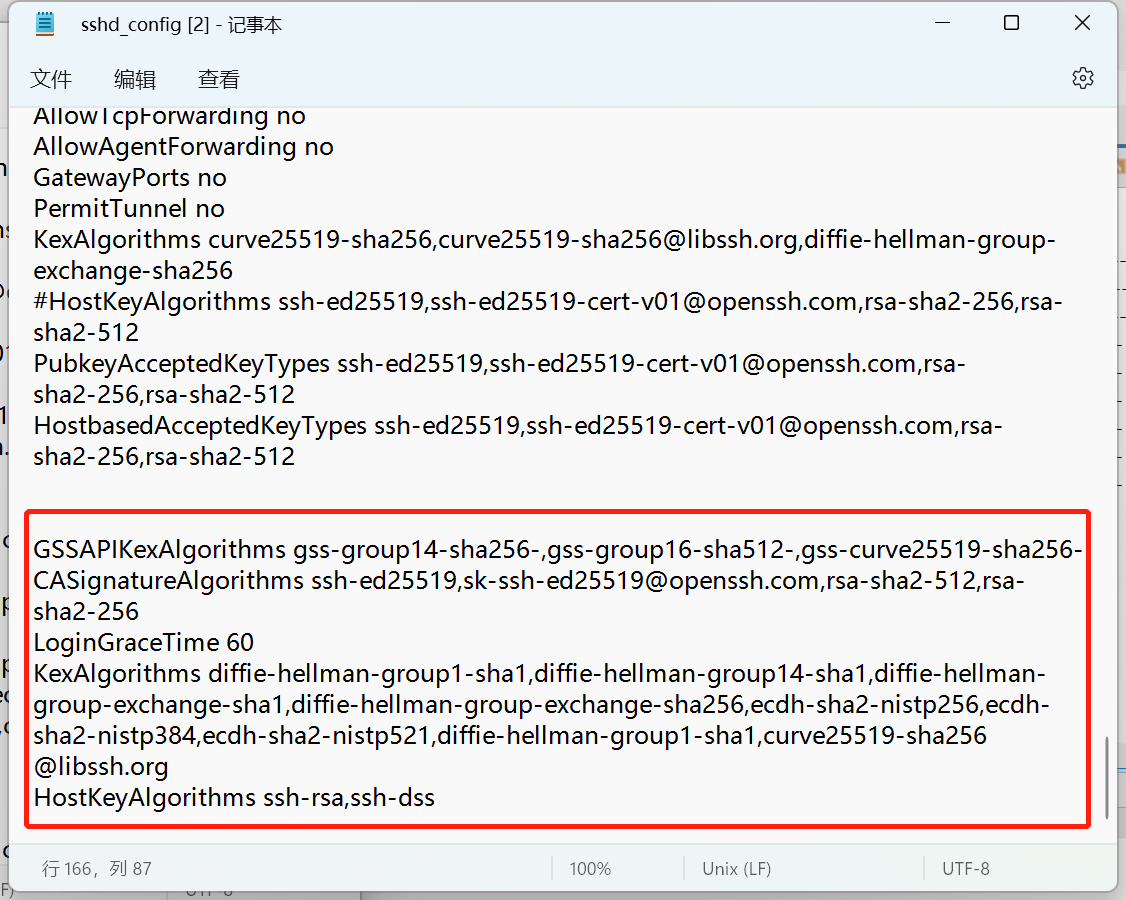 sshd_config [2] - 记事本
文件 编辑 查看
AllowTcpForwarding no
AllowAgentForwarding no
GatewayPorts no
PermitTunnel no
KexAlgorithms curve25519-sha256,curve25519-sha256@libssh.org,diffie-hellman-group-
exchange-sha256
#HostKeyAlgorithms ssh-ed25519,ssh-ed25519-cert-v01@openssh.com,rsa-sha2-256,rsa-
sha2-512
PubkeyAcceptedKeyTypes ssh-ed25519,ssh-ed25519-cert-v01@openssh.com,rsa-
sha2-256,rsa-sha2-512
HostbasedAcceptedKeyTypes ssh-ed25519,ssh-ed25519-cert-v01@openssh.com,rsa-
sha2-256,rsa-sha2-512
GSSAPIKexAlgorithms gss-group14-sha256-,gss-group16-sha512-,gss-curve25519-sha256-
CASignatureAlgorithms ssh-ed25519,sk-ssh-ed25519@openssh.com,rsa-sha2-512,rsa-
sha2-256
LoginGraceTime 60
KexAlgorithms diffie-hellman-group1-sha1,diffie-hellman-group14-sha1,diffie-hellman-
group-exchange-sha1,diffie-hellman-group-exchange-sha256,ecdh-sha2-nistp256,ecdh-
sha2-nistp384,ecdh-sha2-nistp521,diffie-hellman-group1-sha1,curve25519-sha256
@libssh.org
HostKeyAlgorithms ssh-rsa,ssh-dss
行 166，列 87 100% Unix (LF) UTF-8